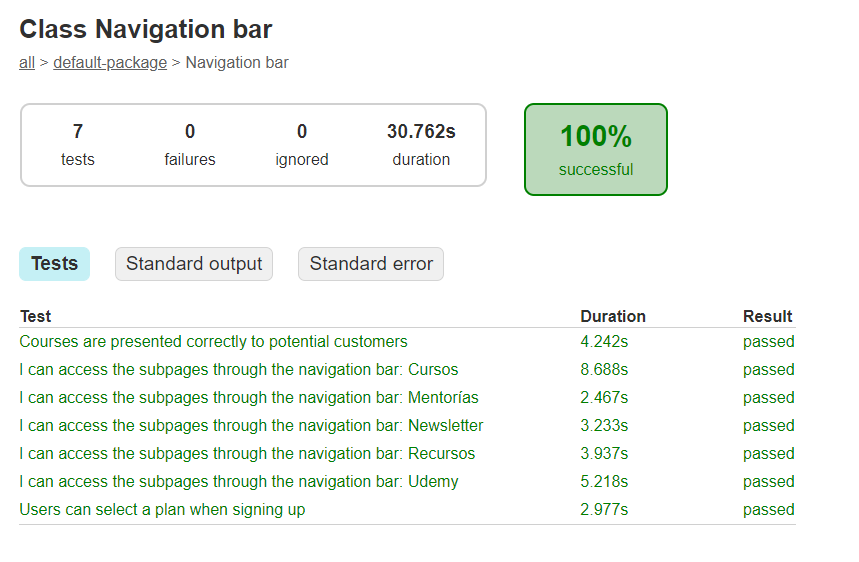 Class Navigation bar
all > default-package > Navigation bar
7 0 0 30.762s
tests failures ignored duration
100%
successful
Tests Standard output Standard error
Test Duration Result
Courses are presented correctly to potential customers 4.242s passed
I can access the subpages through the navigation bar: Cursos 8.688s passed
I can access the subpages through the navigation bar: Mentorías 2.467s passed
I can access the subpages through the navigation bar: Newsletter 3.233s passed
I can access the subpages through the navigation bar: Recursos 3.937s passed
I can access the subpages through the navigation bar: Udemy 5.218s passed
Users can select a plan when signing up 2.977s passed